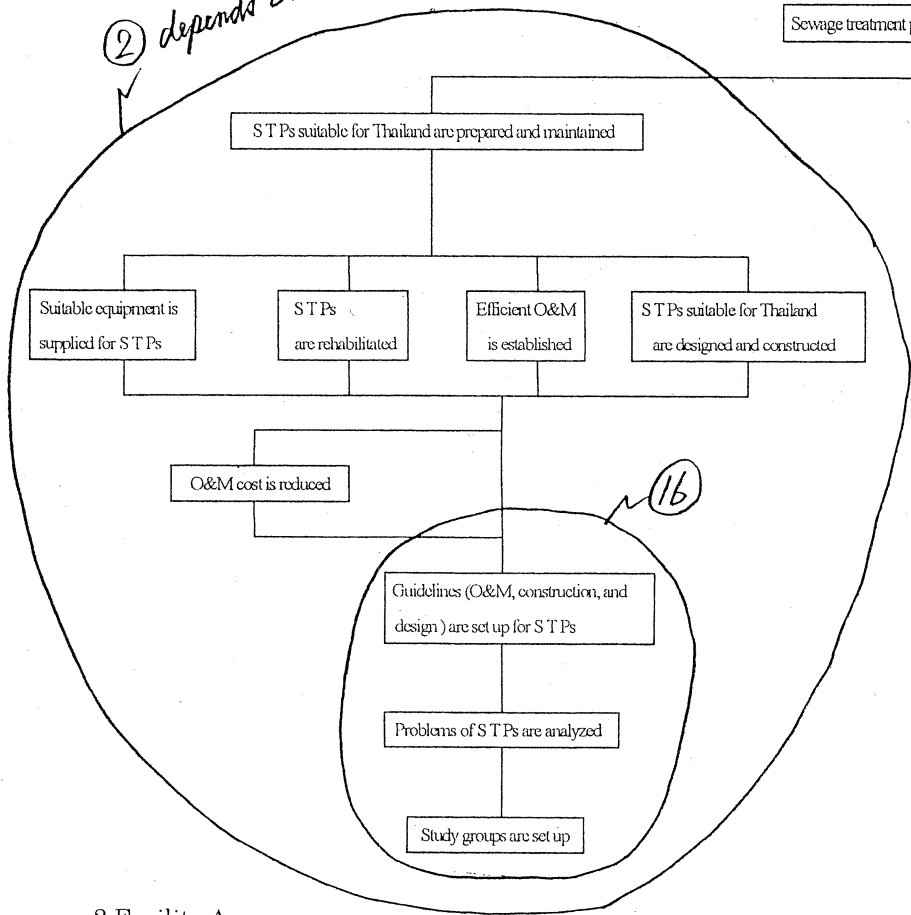 ② depends
Sewage treatment
S T Ps suitable for Thailand are prepared and maintained
Suitable equipment is
supplied for S T Ps
S T Ps
are rehabilitated
Efficient O&M
is established
S T Ps suitable for Thailand
are designed and constructed
O&M cost is reduced
⑯
Guidelines (O&M, construction, and
design ) are set up for S T Ps
Problems of S T Ps are analyzed
Study groups are set up